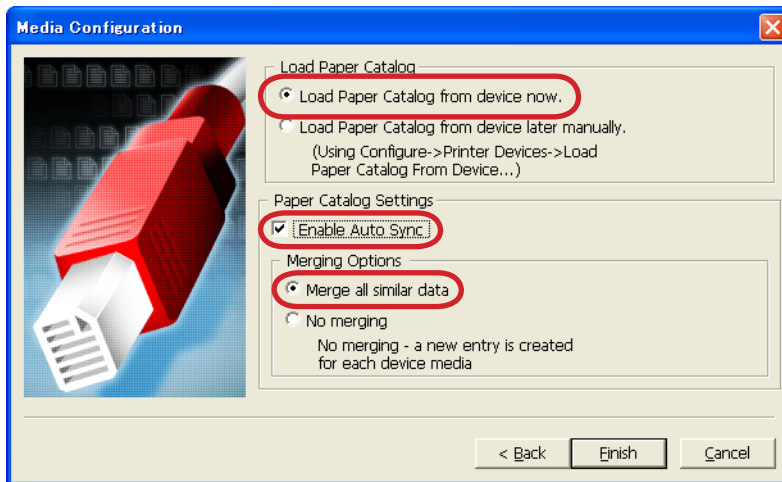 Media Configuration
Load Paper Catalog
Load Paper Catalog from device now.
Load Paper Catalog from device later manually.
(Using Configure->Printer Devices->Load
Paper Catalog From Device...)
Paper Catalog Settings
Enable Auto Sync
Merging Options
Merge all similar data
No merging
No merging - a new entry is created
for each device media
< Back
Finish
Cancel